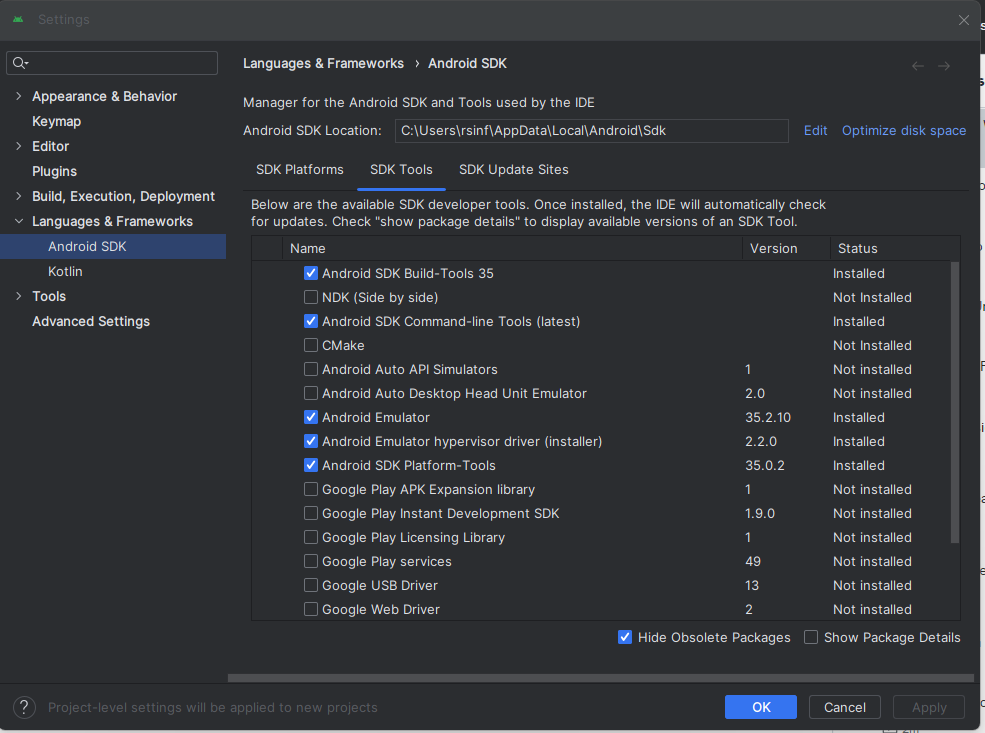 Settings
Languages & Frameworks › Android SDK
Appearance & Behavior
Keymap
Editor
Plugins
Build, Execution, Deployment
Languages & Frameworks
Android SDK
Kotlin
Tools
Advanced Settings
Manager for the Android SDK and Tools used by the IDE
Android SDK Location: C:\Users\rsinf\AppData\Local\Android\Sdk Edit Optimize disk space
SDK Platforms SDK Tools SDK Update Sites
Below are the available SDK developer tools. Once installed, the IDE will automatically check
for updates. Check "show package details" to display available versions of an SDK Tool.
Name Version Status
Android SDK Build-Tools 35 Installed
NDK (Side by side) Not Installed
Android SDK Command-line Tools (latest) Installed
CMake Not Installed
Android Auto API Simulators 1 Not installed
Android Auto Desktop Head Unit Emulator 2.0 Not installed
Android Emulator 35.2.10 Installed
Android Emulator hypervisor driver (installer) 2.2.0 Installed
Android SDK Platform-Tools 35.0.2 Installed
Google Play APK Expansion library 1 Not installed
Google Play Instant Development SDK 1.9.0 Not installed
Google Play Licensing Library 1 Not installed
Google Play services 49 Not installed
Google USB Driver 13 Not installed
Google Web Driver 2 Not installed
Hide Obsolete Packages Show Package Details
? Project-level settings will be applied to new projects
OK Cancel Apply